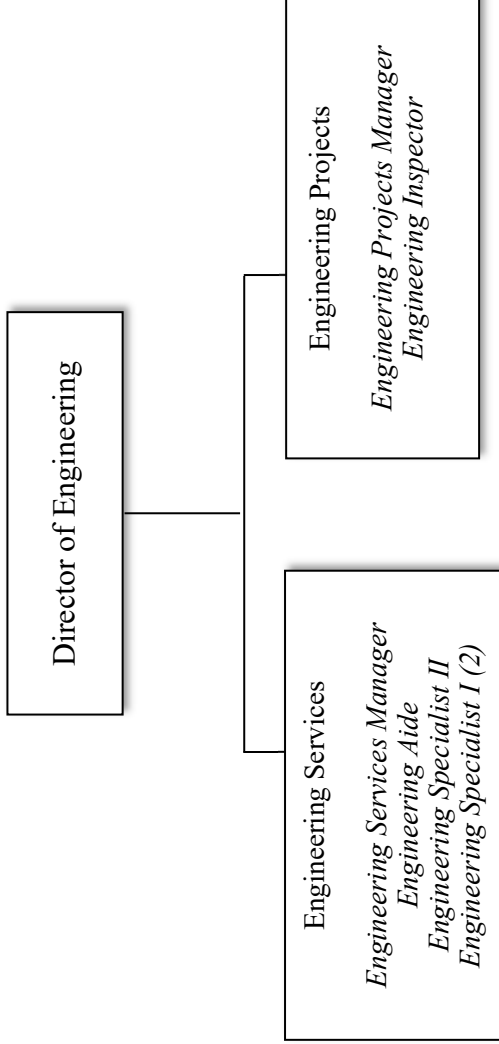 Director of Engineering
Engineering Services
Engineering Services Manager
Engineering Aide
Engineering Specialist II
Engineering Specialist I (2)
Engineering Projects
Engineering Projects Manager
Engineering Inspector